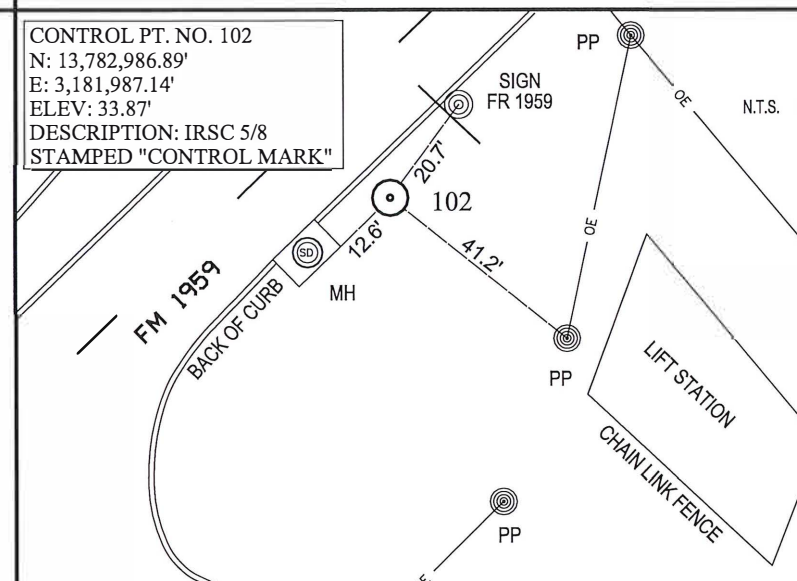 CONTROL PT. NO. 102
N: 13,782,986.89'
E: 3,181,987.14'
ELEV: 33.87'
DESCRIPTION: IRSC 5/8
STAMPED "CONTROL MARK"
PP
SIGN
FR 1959
OE
N.T.S.
20.7'
102
12.6'
41.2'
OE
SD
MH
FM 1959
BACK OF CURB
PP
LIFT STATION
CHAIN LINK FENCE
PP